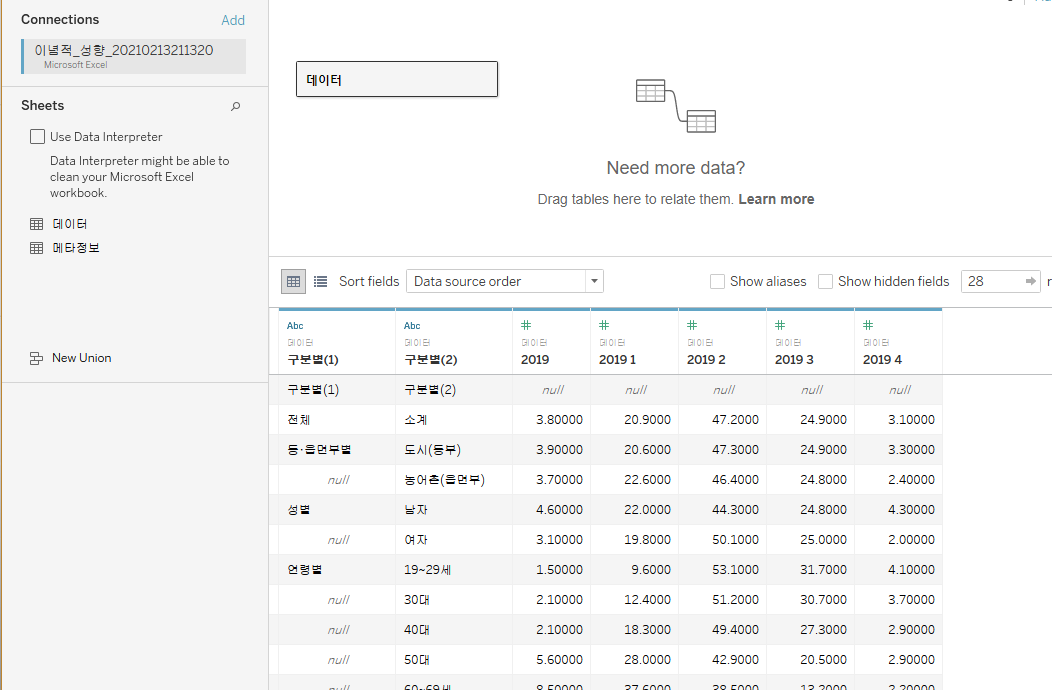 Connections Add
이념적_성향_20210213211320
Microsoft Excel
Sheets
Use Data Interpreter
Data Interpreter might be able to
clean your Microsoft Excel
workbook.
데이터
메타정보
New Union
데이터
Need more data?
Drag tables here to relate them. Learn more
Sort fields Data source order Show aliases Show hidden fields 28
Abc Abc # # # # #
데이터 데이터 데이터 데이터 데이터 데이터 데이터
구분별(1) 구분별(2) 2019 2019 1 2019 2 2019 3 2019 4
구분별(1) 구분별(2) null null null null null
전체 소계 3.80000 20.9000 47.2000 24.9000 3.10000
동·읍면부별 도시(동부) 3.90000 20.6000 47.3000 24.9000 3.30000
null 농어촌(읍면부) 3.70000 22.6000 46.4000 24.8000 2.40000
성별 남자 4.60000 22.0000 44.3000 24.8000 4.30000
null 여자 3.10000 19.8000 50.1000 25.0000 2.00000
연령별 19~29세 1.50000 9.6000 53.1000 31.7000 4.10000
null 30대 2.10000 12.4000 51.2000 30.7000 3.70000
null 40대 2.10000 18.3000 49.4000 27.3000 2.90000
null 50대 5.60000 28.0000 42.9000 20.5000 2.90000
null 60~69세 8.50000 37.6000 38.5000 13.2000 2.20000